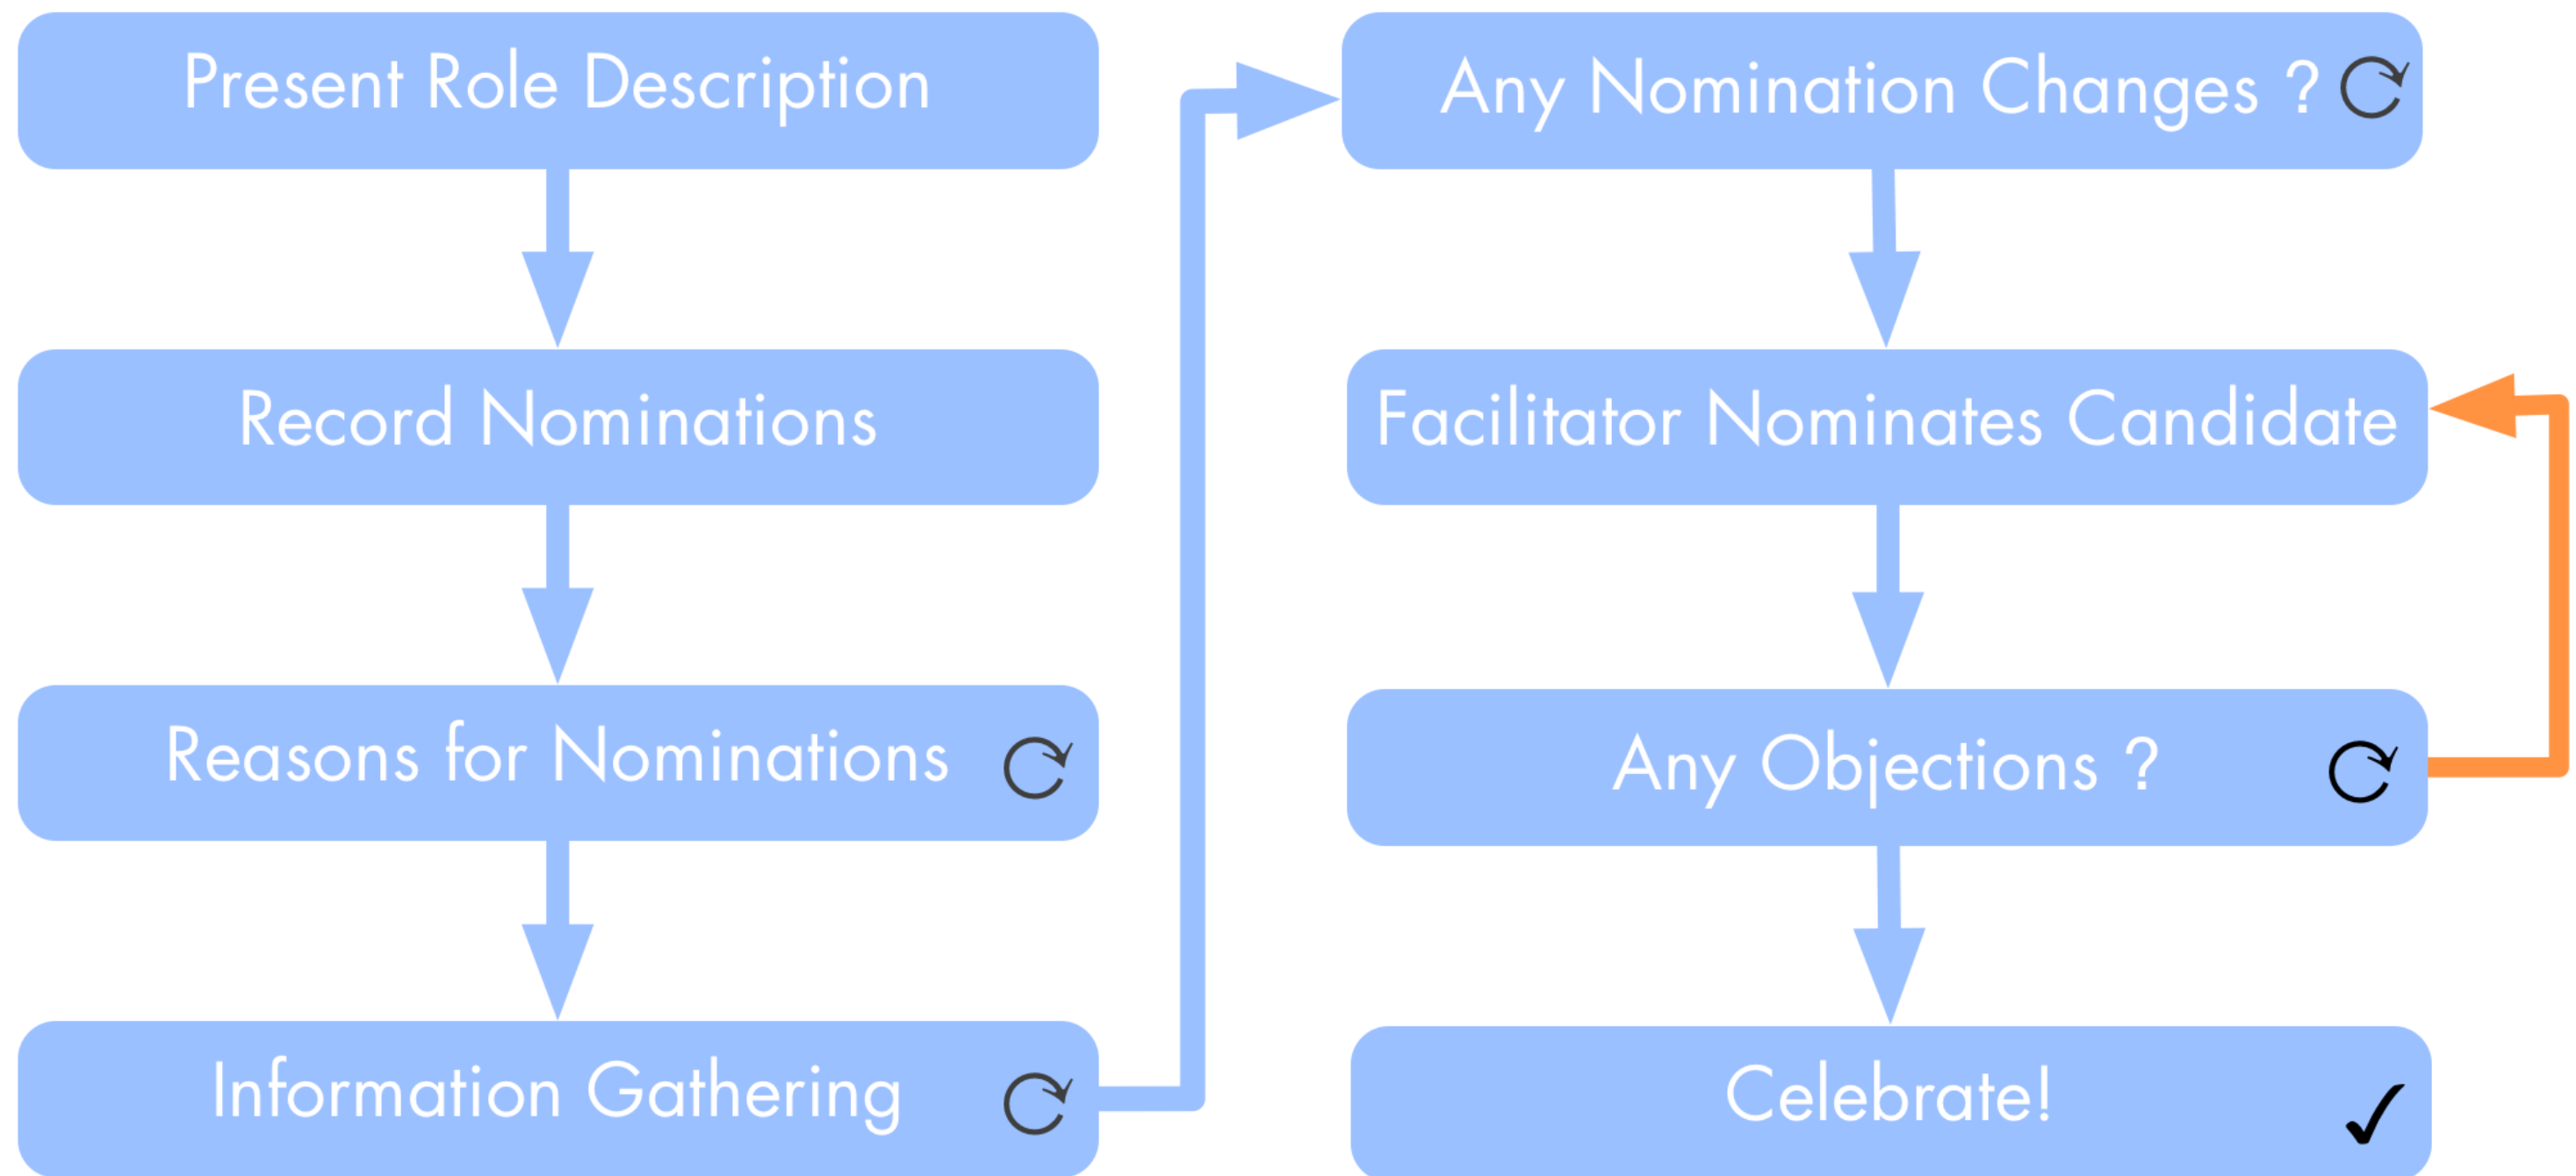 Present Role Description
Record Nominations
Reasons for Nominations
Information Gathering
Any Nomination Changes ?
Facilitator Nominates Candidate
Any Objections ?
Celebrate!